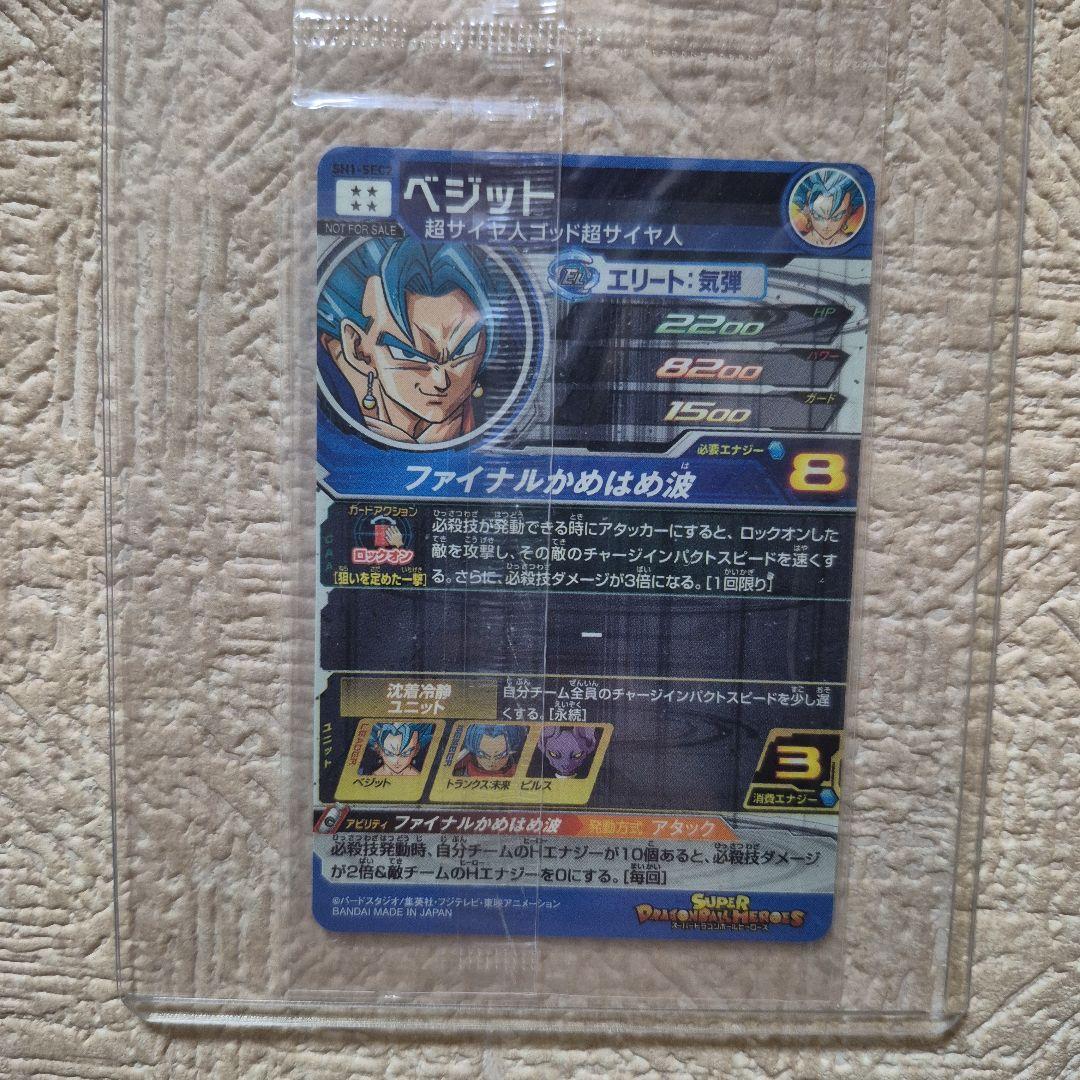 SH1-SEC2
ベジット
NOT FOR SALE
超サイヤ人ゴッド超サイヤ人
EL エリート：気弾
HP
2200
パワー
8200
ガード
1500
必要エナジー
8
ファイナルかめはめ波
カードアクション
ロックオン
[狙いを定めた一撃]
必殺技が発動できる時にアタッカーにすると、ロックオンした
敵を攻撃し、その敵のチャージインパクトスピードを速くす
る。さらに、必殺技ダメージが3倍になる。[1回限り]
CAA
ー
沈着冷静
ユニット
自分チーム全員のチャージインパクトスピードを少し遅
くする。[永続]
ユニット
LEADER
ベジット
MEMBER
トランクス：未来
ビルス
3
消費エナジー
アビリティ ファイナルかめはめ波 発動方式 アタック
必殺技発動時、自分チームのHエナジーが10個あると、必殺技ダメージ
が2倍&敵チームのHエナジーを0にする。[毎回]
©バードスタジオ/集英社・フジテレビ・東映アニメーション
BANDAI MADE IN JAPAN
SUPER
DRAGONBALL HEROES
スーパードラゴンボールヒーローズ